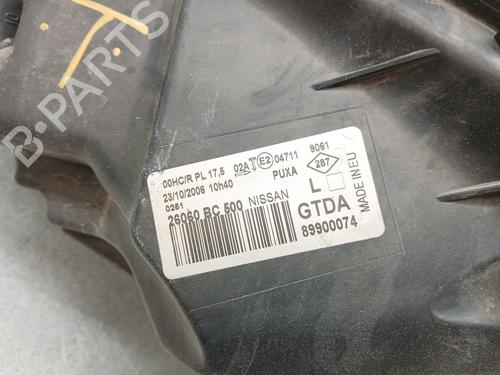 B-PARTS
00HC/R PL 17,5 02A E2 04711 9061
23/10/2006 10h40 PUXA 287
0251 L
26060 BC 500 NISSAN GTDA
89900074
MADE IN EU